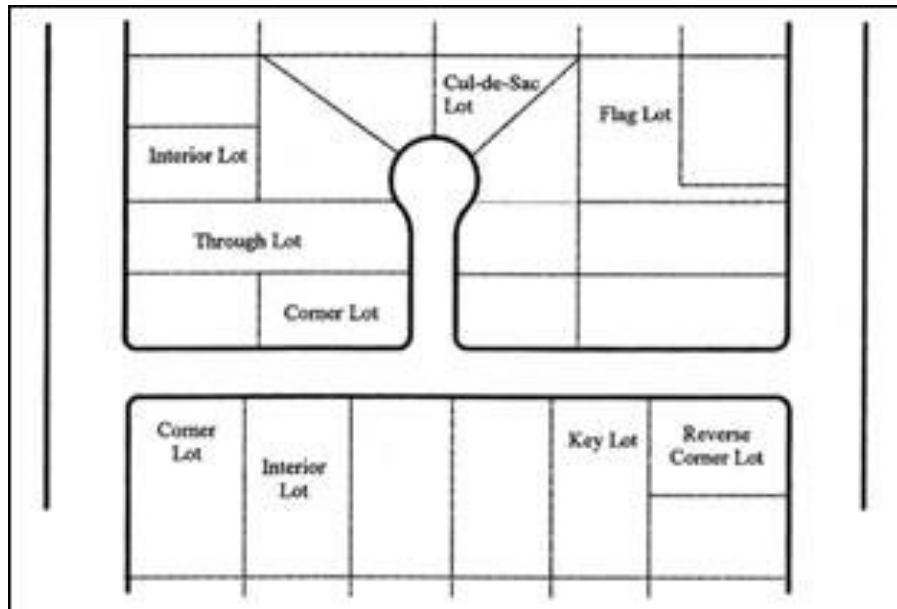 Cul-de-Sac
Lot
Flag Lot
Interior Lot
Through Lot
Corner Lot
Corner
Lot
Interior
Lot
Key Lot
Reverse
Corner Lot